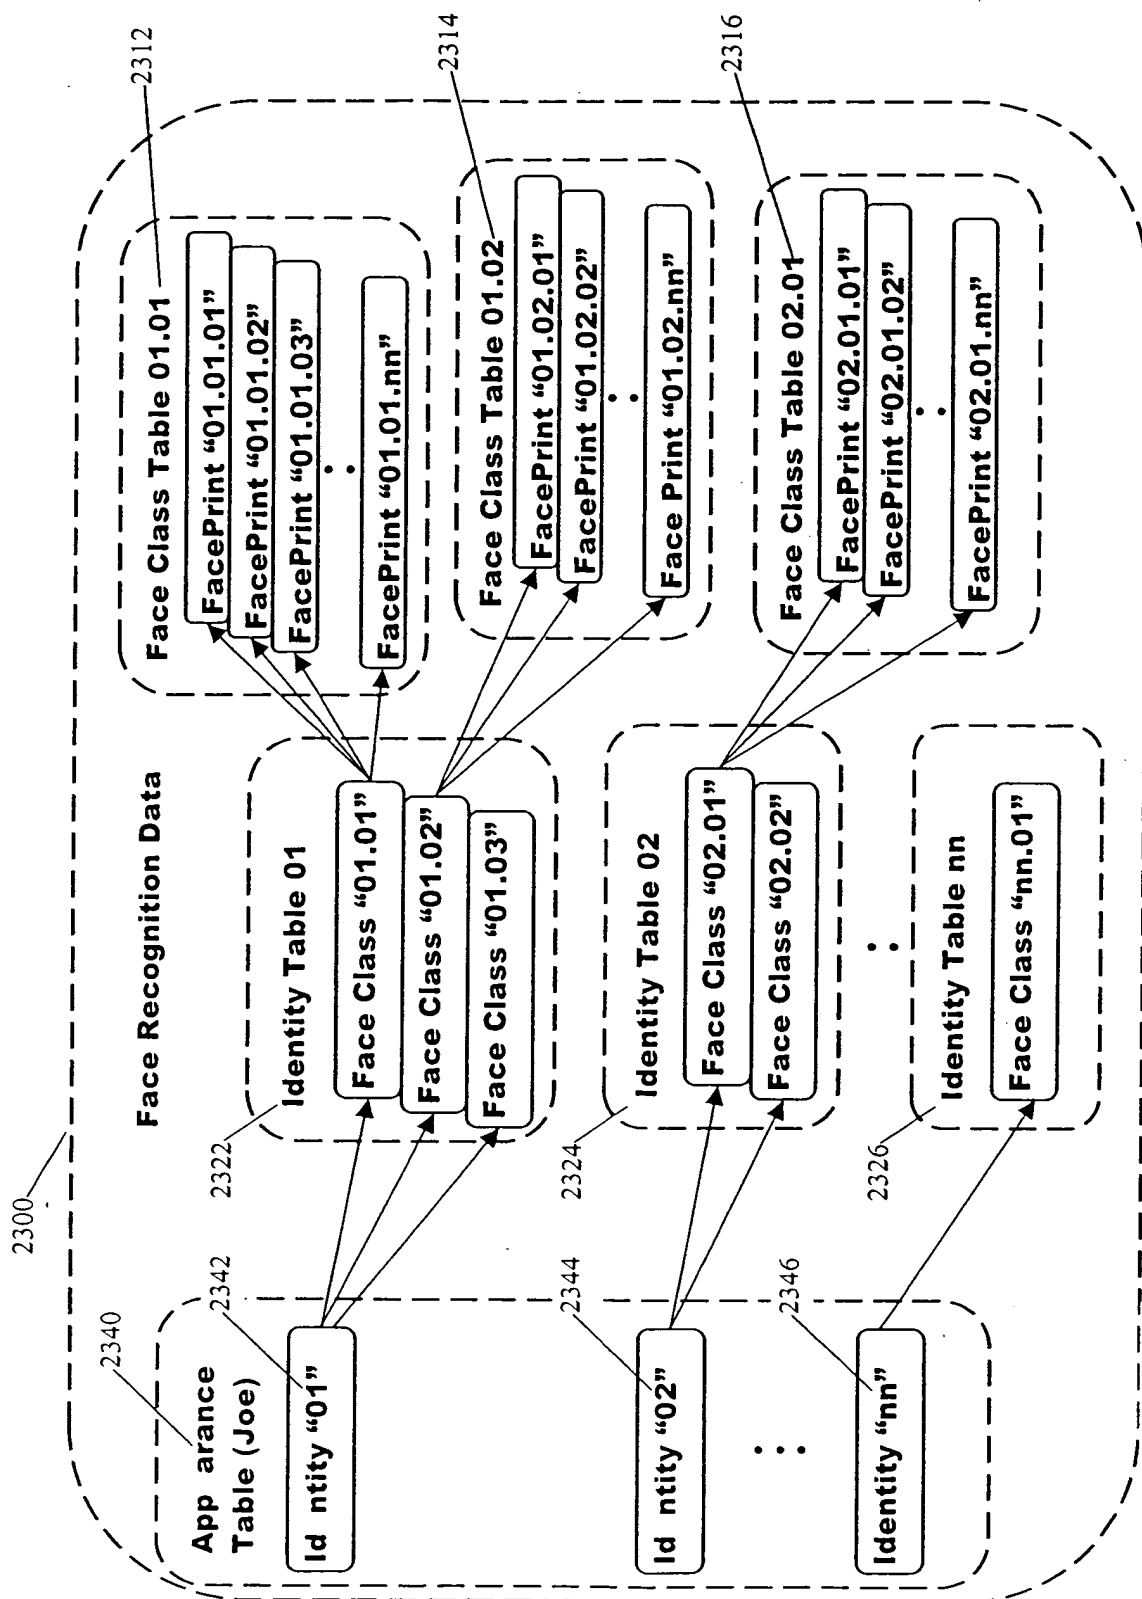 2300
Face Recognition Data
2340
App arance
Table (Joe)
2342
Id ntity “01”
2344
Id ntity “02”
2346
Identity “nn”
2322
Identity Table 01
Face Class “01.01”
Face Class “01.02”
Face Class “01.03”
2324
Identity Table 02
Face Class “02.01”
Face Class “02.02”
2326
Identity Table nn
Face Class “nn.01”
2312
Face Class Table 01.01
FacePrint “01.01.01”
FacePrint “01.01.02”
FacePrint “01.01.03”
FacePrint “01.01.nn”
2314
Face Class Table 01.02
FacePrint “01.02.01”
FacePrint “01.02.02”
Face Print “01.02.nn”
2316
Face Class Table 02.01
FacePrint “02.01.01”
FacePrint “02.01.02”
FacePrint “02.01.nn”